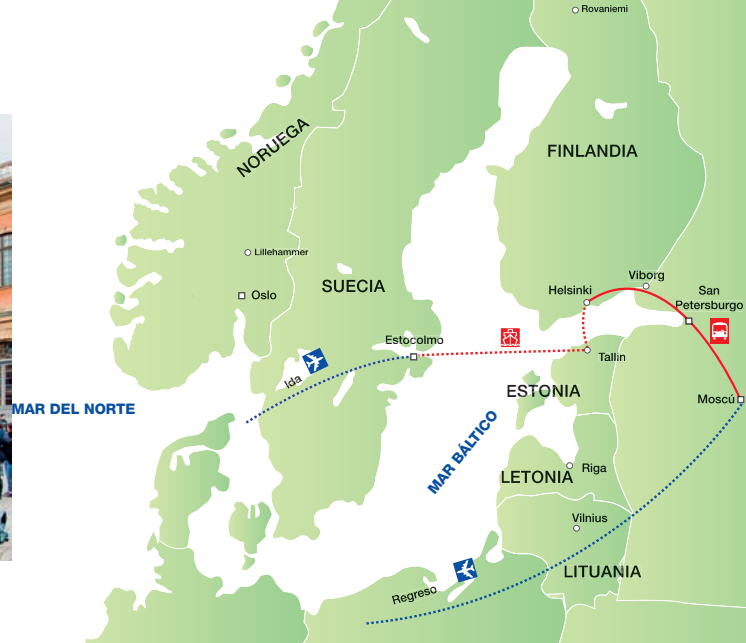 Rovaniemi
NORUEGA
FINLANDIA
Lillehammer
SUECIA
Oslo
Helsinki
Viborg
San
Petersburgo
Estocolmo
Tallin
Ida
ESTONIA
Moscú
MAR DEL NORTE
MAR BÁLTICO
LETONIA
Riga
Vilnius
LITUANIA
Regreso